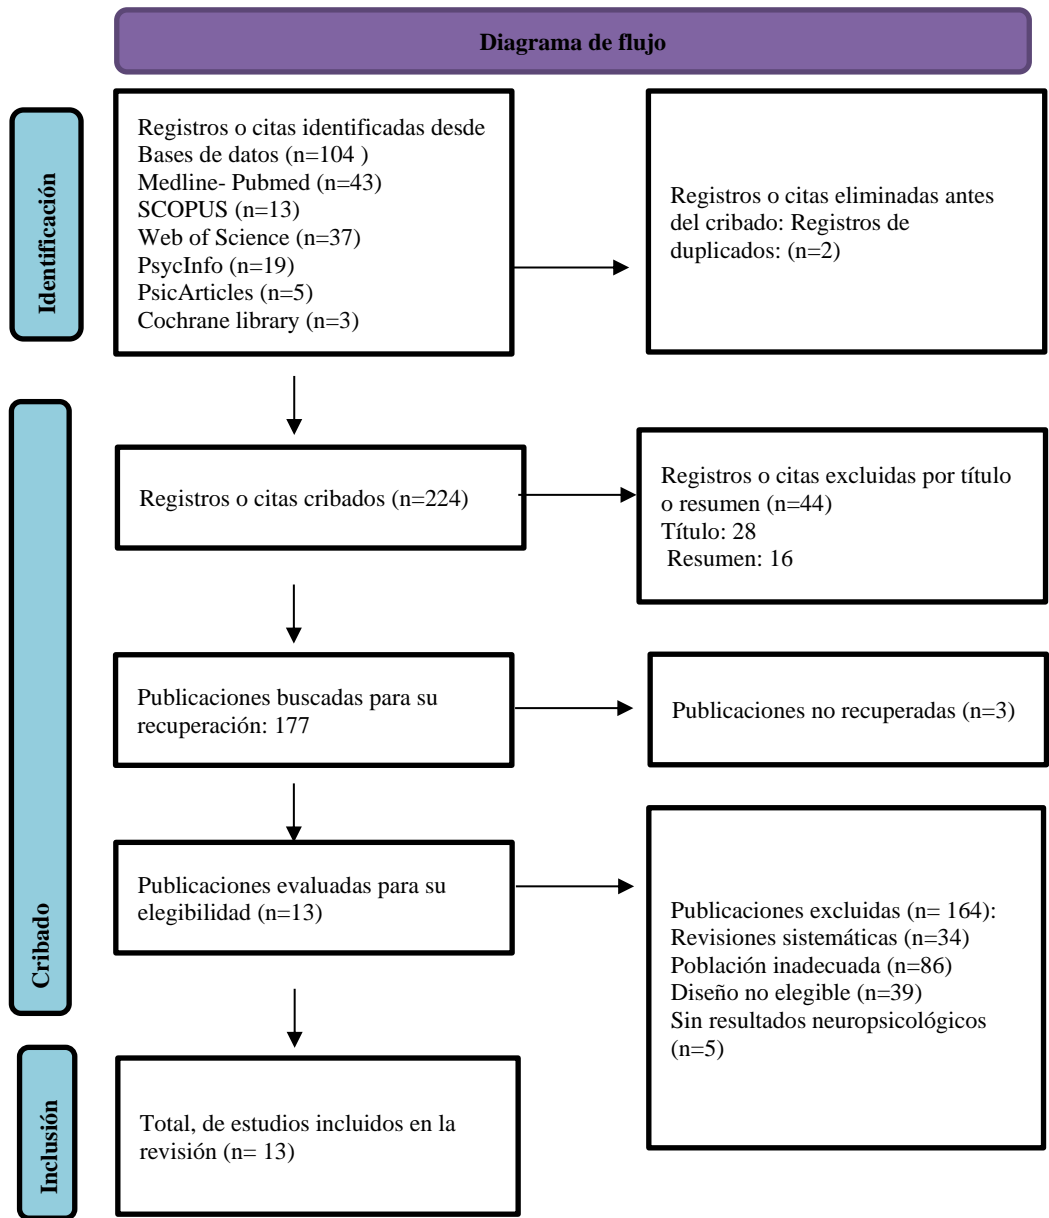 Diagrama de flujo
Identificación
Registros o citas identificadas desde
Bases de datos (n=104 )
Medline- Pubmed (n=43)
SCOPUS (n=13)
Web of Science (n=37)
PsycInfo (n=19)
PsicArticles (n=5)
Cochrane library (n=3)
Registros o citas eliminadas antes
del cribado: Registros de
duplicados: (n=2)
Cribado
Registros o citas cribados (n=224)
Registros o citas excluidas por título
o resumen (n=44)
Título: 28
Resumen: 16
Publicaciones buscadas para su
recuperación: 177
Publicaciones no recuperadas (n=3)
Publicaciones evaluadas para su
elegibilidad (n=13)
Publicaciones excluidas (n= 164):
Revisiones sistemáticas (n=34)
Población inadecuada (n=86)
Diseño no elegible (n=39)
Sin resultados neuropsicológicos
(n=5)
Inclusión
Total, de estudios incluidos en la
revisión (n= 13)